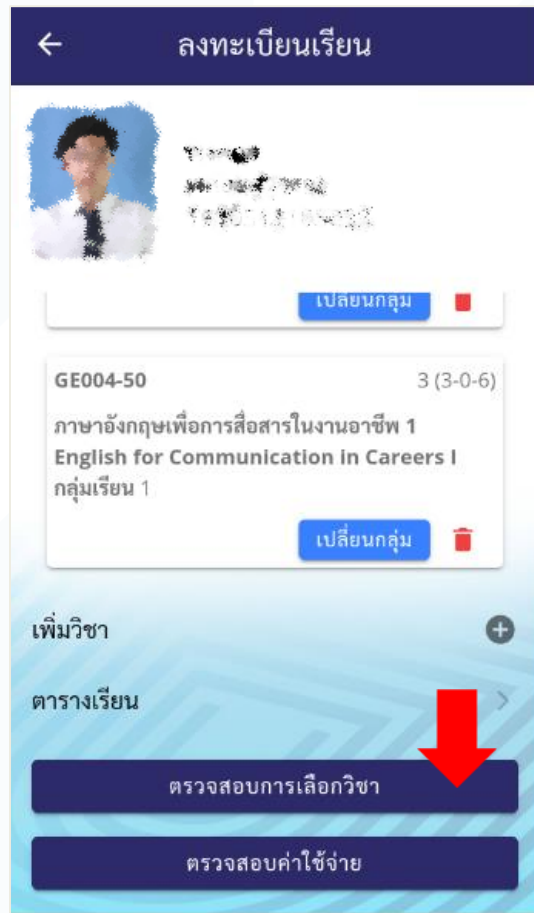 ลงทะเบียนเรียน
เปลี่ยนกลุ่ม
GE004-50 3 (3-0-6)
ภาษาอังกฤษเพื่อการสื่อสารในงานอาชีพ 1
English for Communication in Careers I
กลุ่มเรียน 1
เปลี่ยนกลุ่ม
เพิ่มวิชา
ตารางเรียน
ตรวจสอบการเลือกวิชา
ตรวจสอบค่าใช้จ่าย